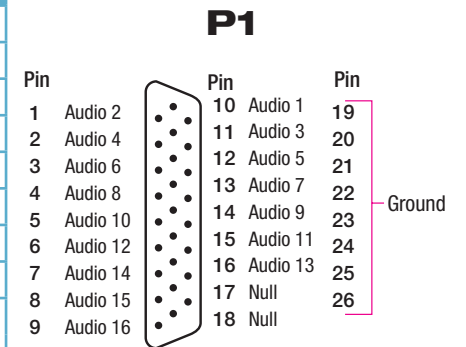 P1
Pin
1 Audio 2
2 Audio 4
3 Audio 6
4 Audio 8
5 Audio 10
6 Audio 12
7 Audio 14
8 Audio 15
9 Audio 16
Pin
10 Audio 1
11 Audio 3
12 Audio 5
13 Audio 7
14 Audio 9
15 Audio 11
16 Audio 13
17 Null
18 Null
Pin
19
20
21
22
23
24
25
26
Ground